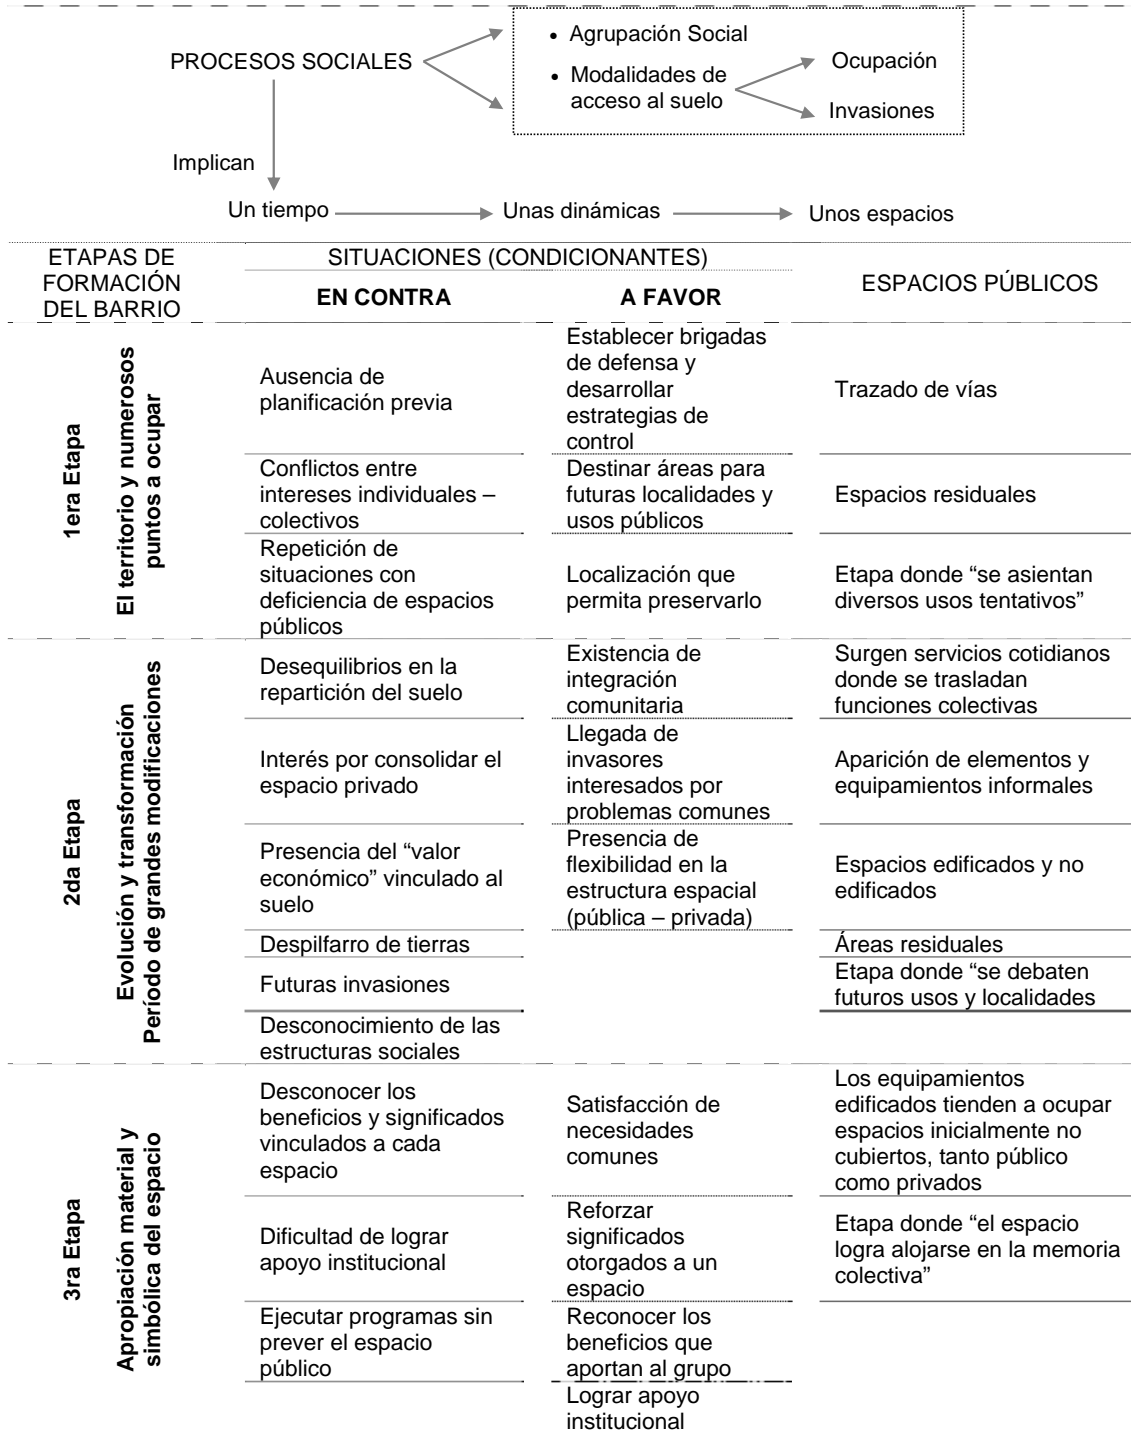 PROCESOS SOCIALES
• Agrupación Social
• Modalidades de
acceso al suelo
Ocupación
Invasiones
Implican
Un tiempo
Unas dinámicas
Unos espacios
ETAPAS DE
FORMACIÓN
DEL BARRIO
SITUACIONES (CONDICIONANTES)
EN CONTRA
A FAVOR
ESPACIOS PÚBLICOS
1era Etapa
El territorio y numerosos
puntos a ocupar
Ausencia de
planificación previa
Establecer brigadas
de defensa y
desarrollar
estrategias de
control
Trazado de vías
Conflictos entre
intereses individuales –
colectivos
Destinar áreas para
futuras localidades y
usos públicos
Espacios residuales
Repetición de
situaciones con
deficiencia de espacios
públicos
Localización que
permita preservarlo
Etapa donde “se asientan
diversos usos tentativos”
2da Etapa
Evolución y transformación
Período de grandes modificaciones
Desequilibrios en la
repartición del suelo
Existencia de
integración
comunitaria
Surgen servicios cotidianos
donde se trasladan
funciones colectivas
Interés por consolidar el
espacio privado
Llegada de
invasores
interesados por
problemas comunes
Aparición de elementos y
equipamientos informales
Presencia del “valor
económico” vinculado al
suelo
Presencia de
flexibilidad en la
estructura espacial
(pública – privada)
Espacios edificados y no
edificados
Despilfarro de tierras
Áreas residuales
Futuras invasiones
Etapa donde “se debaten
futuros usos y localidades
Desconocimiento de las
estructuras sociales
3ra Etapa
Apropiación material y
simbólica del espacio
Desconocer los
beneficios y significados
vinculados a cada
espacio
Satisfacción de
necesidades
comunes
Los equipamientos
edificados tienden a ocupar
espacios inicialmente no
cubiertos, tanto público
como privados
Dificultad de lograr
apoyo institucional
Reforzar
significados
otorgados a un
espacio
Etapa donde “el espacio
logra alojarse en la memoria
colectiva”
Ejecutar programas sin
prever el espacio
público
Reconocer los
beneficios que
aportan al grupo
Lograr apoyo
institucional